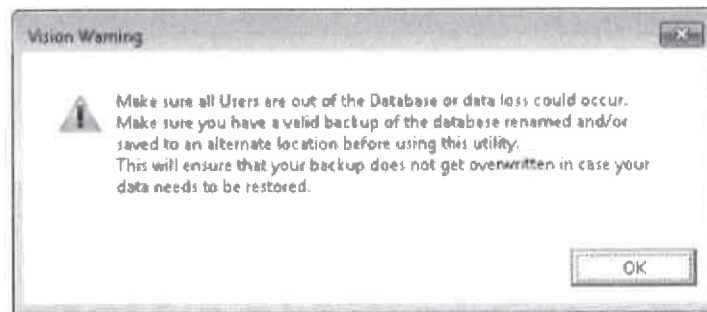 Vision Warning
Make sure all Users are out of the Database or data loss could occur.
Make sure you have a valid backup of the database renamed and/or
saved to an alternate location before using this utility.
This will ensure that your backup does not get overwritten in case your
data needs to be restored.
OK